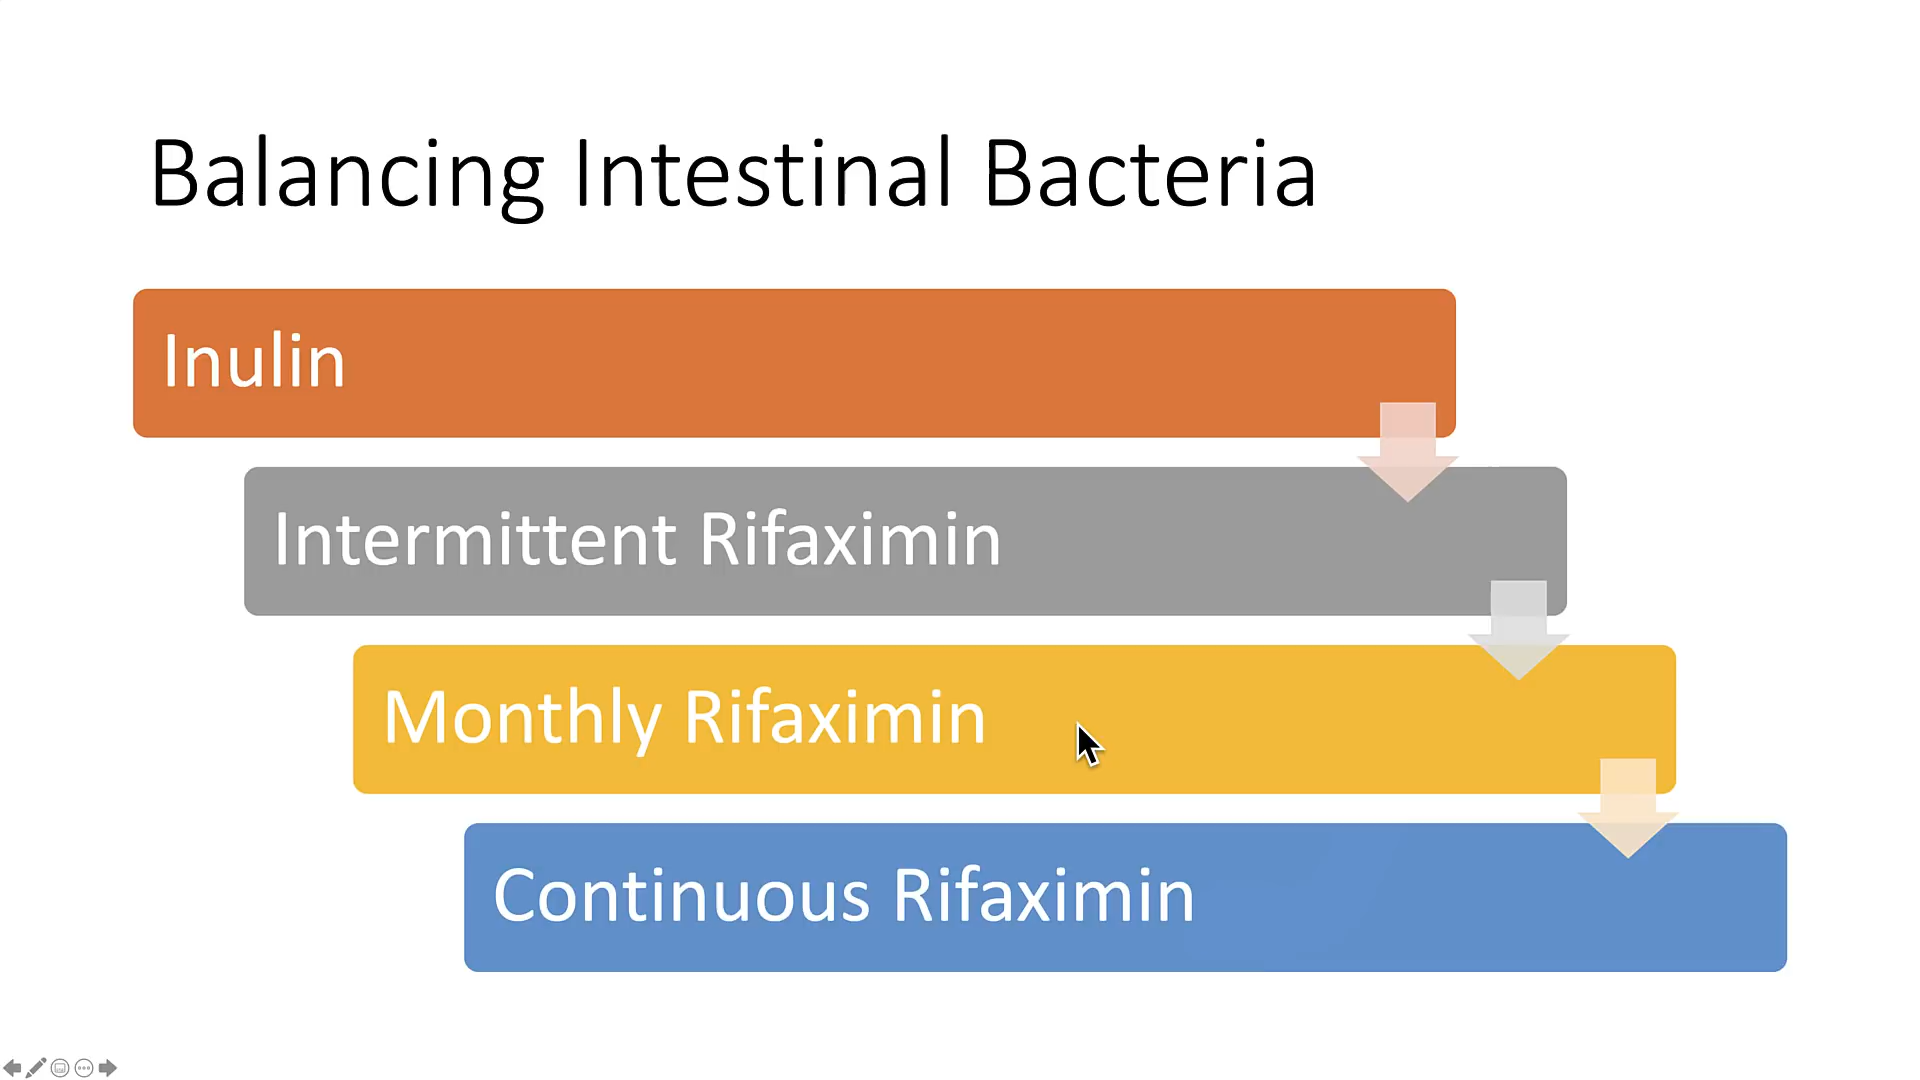 Balancing Intestinal Bacteria
Inulin
Intermittent Rifaximin
Monthly Rifaximin
Continuous Rifaximin